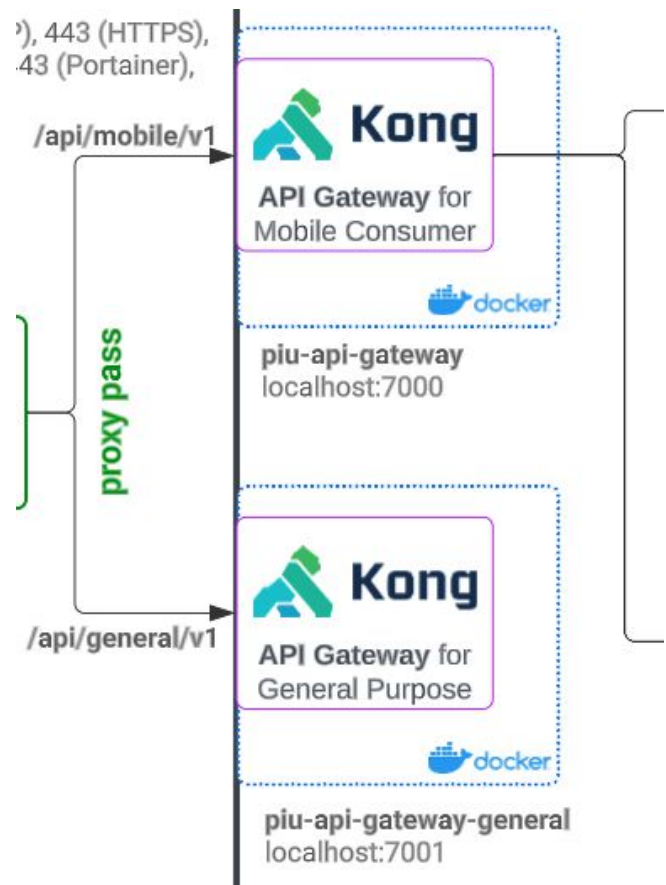 443 (HTTPS),
(Portainer),
/api/mobile/v1
Kong
API Gateway for
Mobile Consumer
docker
piu-api-gateway
localhost:7000
proxy pass
Kong
API Gateway for
General Purpose
/api/general/v1
docker
piu-api-gateway-general
localhost:7001